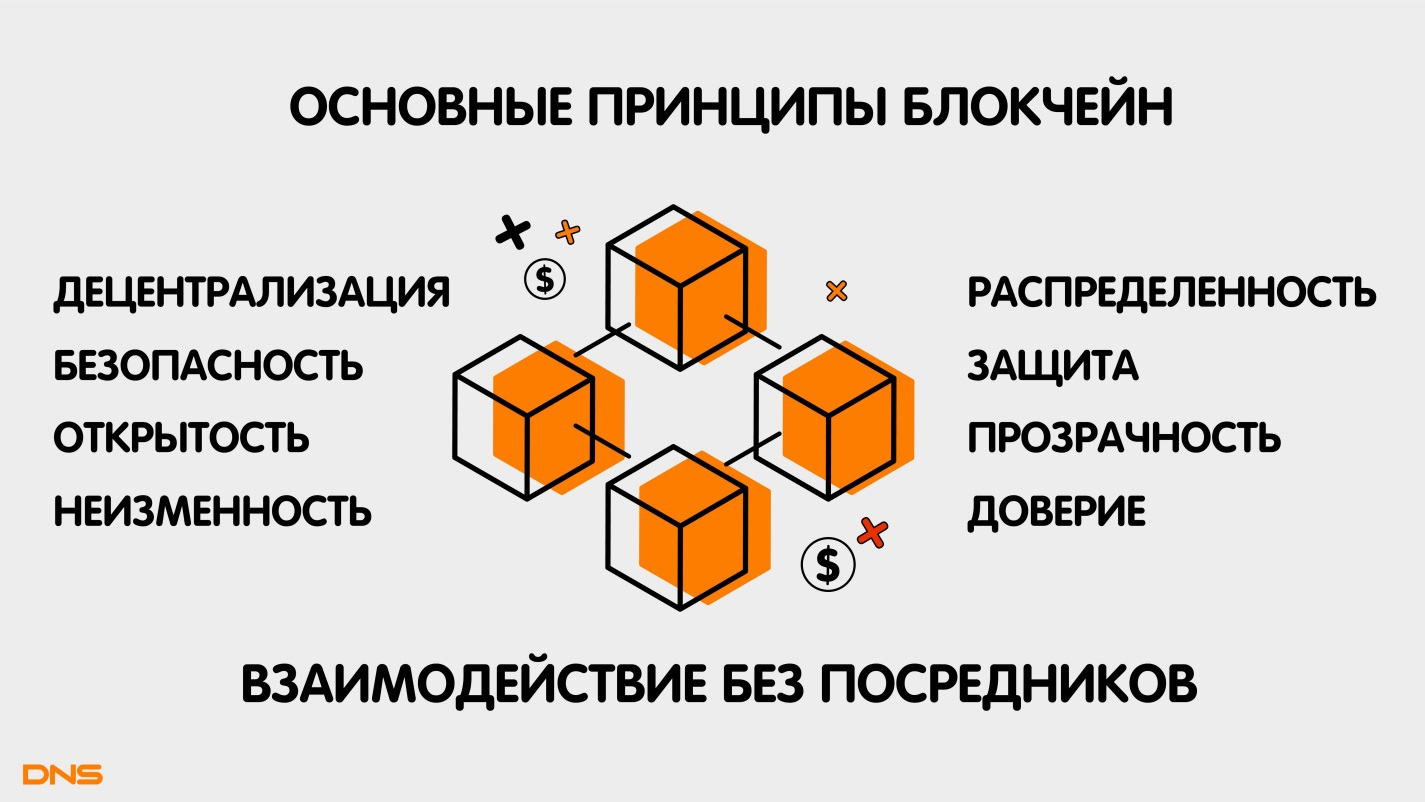 ОСНОВНЫЕ ПРИНЦИПЫ БЛОКЧЕЙН
$
ДЕЦЕНТРАЛИЗАЦИЯ
БЕЗОПАСНОСТЬ
ОТКРЫТОСТЬ
НЕИЗМЕННОСТЬ
РАСПРЕДЕЛЕННОСТЬ
ЗАЩИТА
ПРОЗРАЧНОСТЬ
ДОВЕРИЕ
$
ВЗАИМОДЕЙСТВИЕ БЕЗ ПОСРЕДНИКОВ
DNS